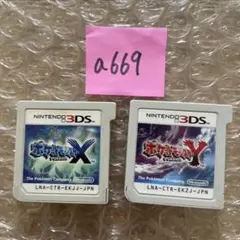 a669
NINTENDO 3DS
ポケットモンスター X
The Pokémon Company
LNA-CTR-EKJJ-JPN
NINTENDO 3DS
ポケットモンスター Y
The Pokémon Company
Nintendo
LNA-CTR-EK2J-JPN